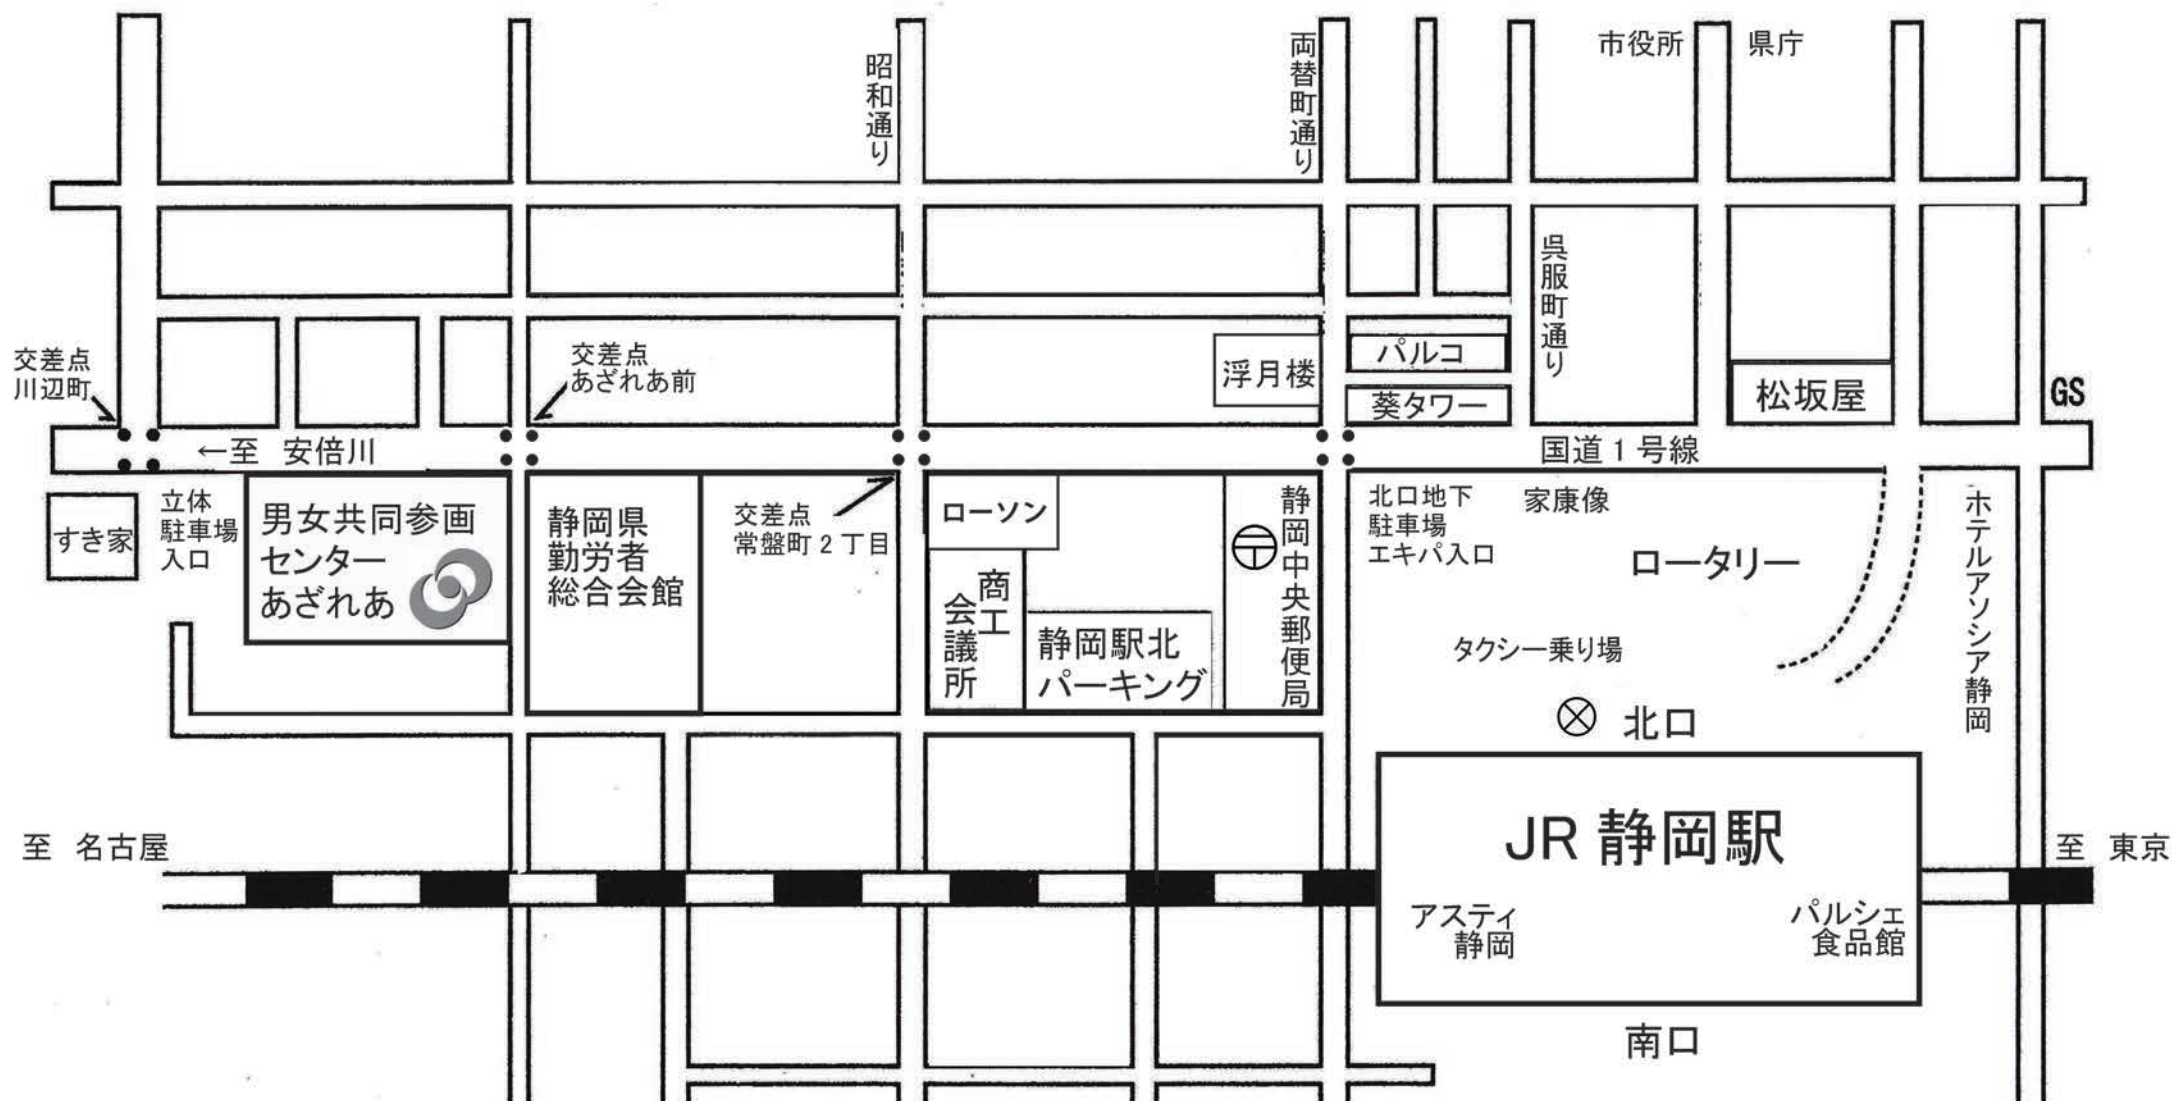 市役所
県庁
昭和通り
両替町通り
呉服町通り
交差点
川辺町
交差点
あざれあ前
浮月楼
パルコ
葵タワー
松坂屋
GS
←至 安倍川
国道1号線
すき家
立体
駐車場
入口
男女共同参画
センター
あざれあ
静岡県
勤労者
総合会館
交差点
常盤町2丁目
ローソン
商工
会議所
静岡駅北
パーキング
静岡中央郵便局
北口地下
駐車場
エキパ入口
家康像
ロータリー
タクシー乗り場
ホテルアソシア静岡
北口
JR 静岡駅
アスティ
静岡
パルシェ
食品館
至 名古屋
至 東京
南口